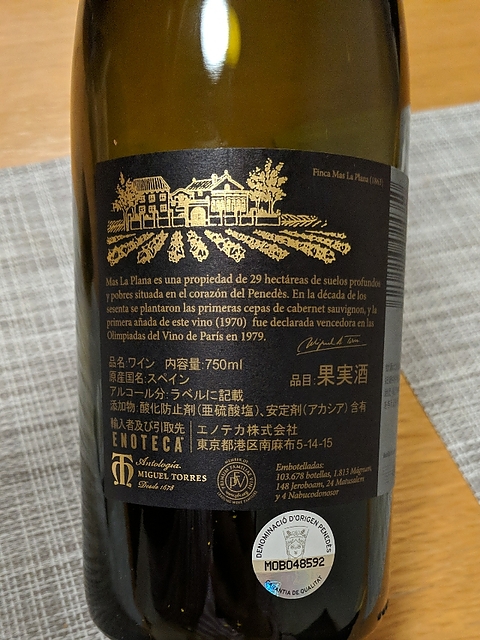 Finca Mas La Plana (1865)
Mas La Plana es una propiedad de 29 hectáreas de suelos profundos
y pobres situada en el corazón del Penedès. En la década de los
sesenta se plantaron las primeras cepas de cabernet sauvignon, y la
primera añada de este vino (1970) fue declarada vencedora en las
Olimpiadas del Vino de París en 1979.
品名:ワイン 内容量:750ml
原産国名:スペイン
品目:果実酒
アルコール分:ラベルに記載
添加物:酸化防止剤(亜硫酸塩)、安定剤(アカシア)含有
輸入者及び引取先
ENOTECA
エノテカ株式会社
東京都港区南麻布5-14-15
Antología
MIGUEL TORRES
Desde 1870
Embotelladas:
103.678 botellas, 1.813 Mágnum,
148 Jeroboam, 24 Matusalem
y 4 Nabucodonosor
DENOMINACIÓ D'ORIGEN PENEDÈS
MOBO48592
GARANTIA DE QUALITAT